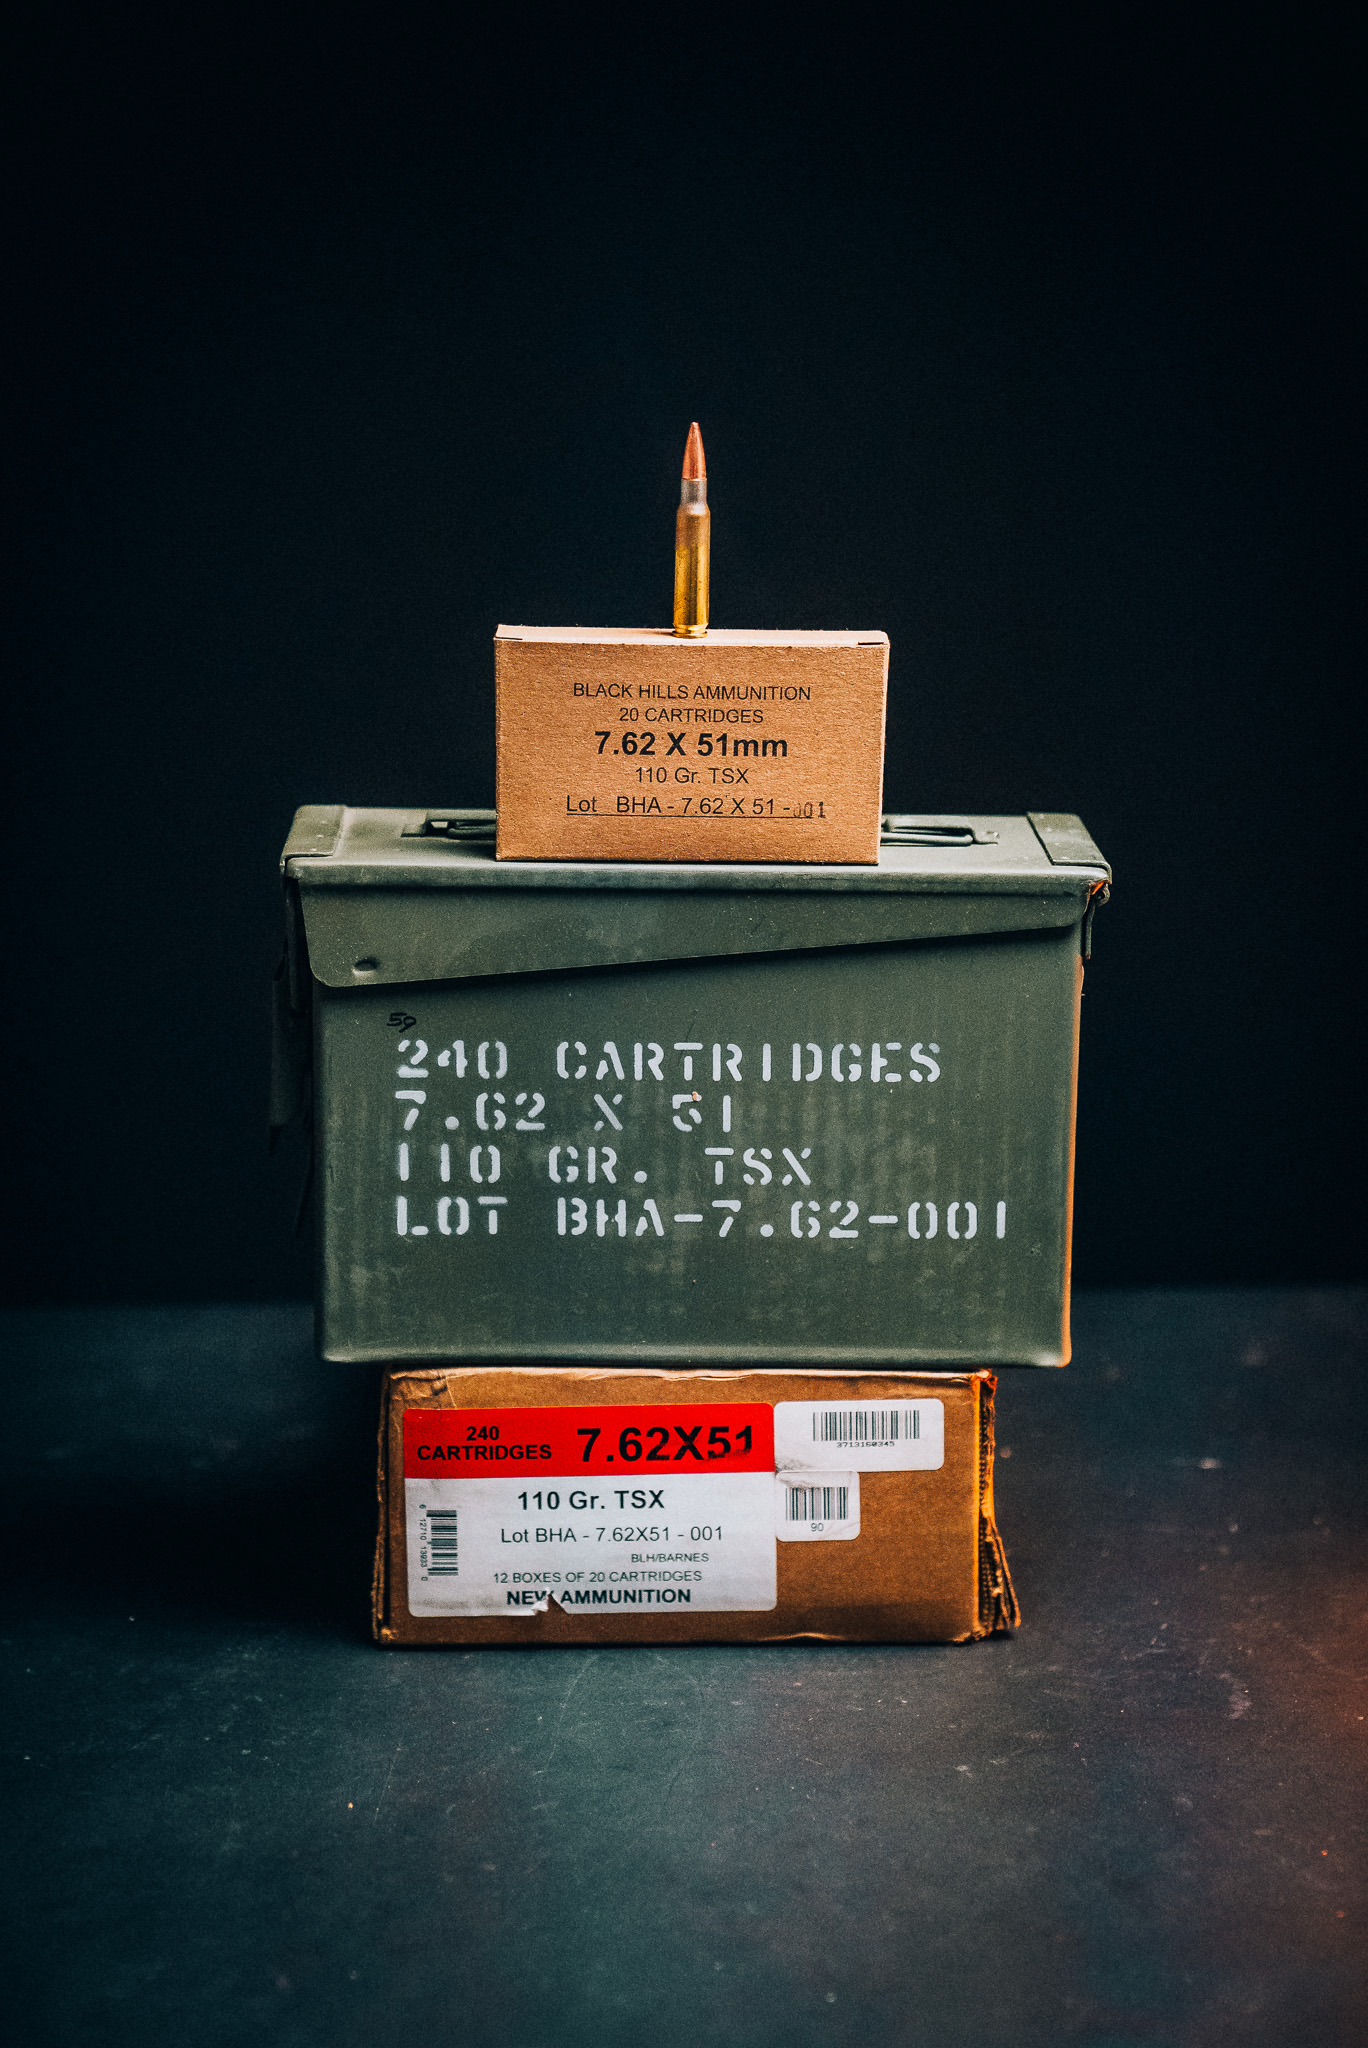 BLACK HILLS AMMUNITION
20 CARTRIDGES
7.62 X 51mm
110 Gr. TSX
Lot BHA - 7.62 X 51 - 001
59
240 CARTRIDGES
7.62 X 51
110 GR. TSX
LOT BHA-7.62-001
240
CARTRIDGES
7.62X51
3713160345
110 Gr. TSX
90
Lot BHA - 7.62X51 - 001
BLH/BARNES
12 BOXES OF 20 CARTRIDGES
NEW AMMUNITION